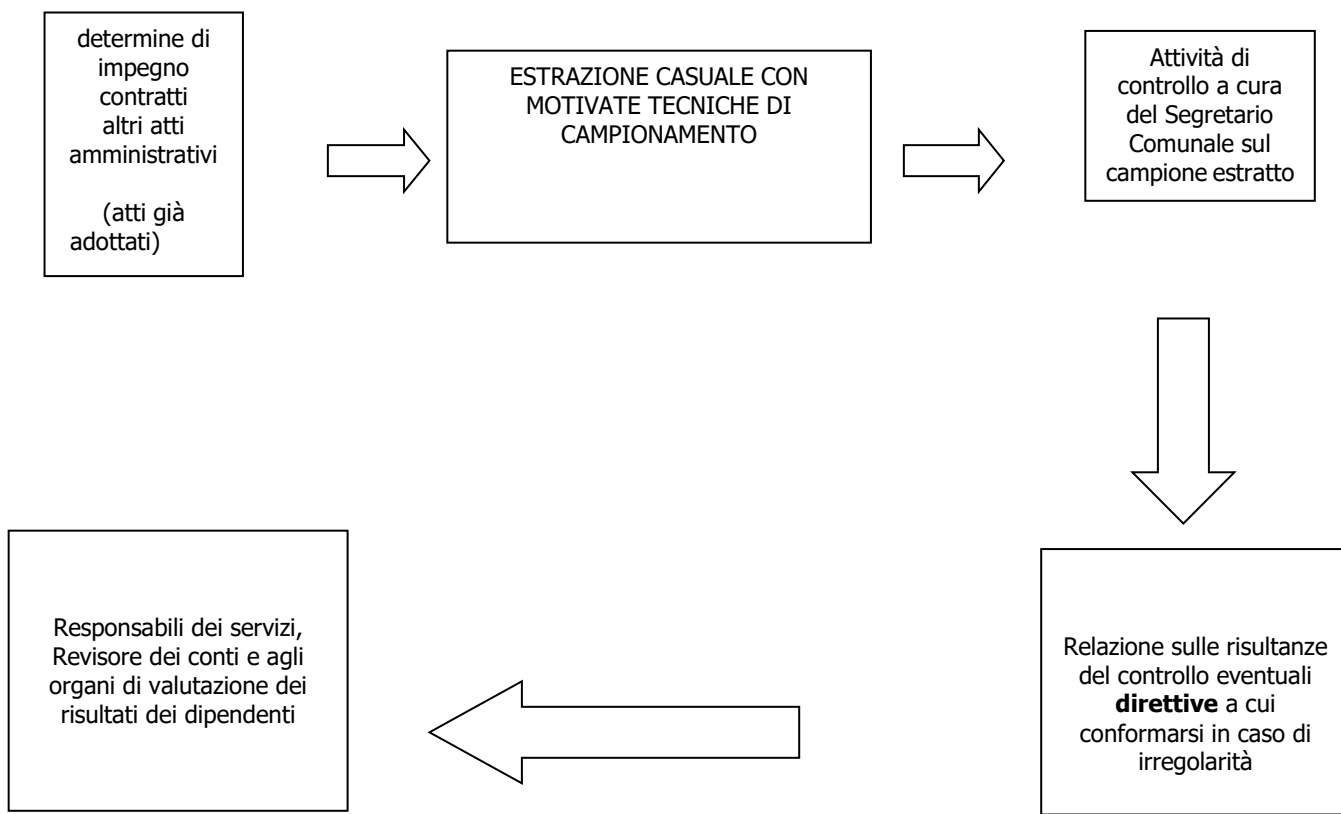 determine di
impegno
contratti
altri atti
amministrativi
(atti già
adottati)
ESTRAZIONE CASUALE CON
MOTIVATE TECNICHE DI
CAMPIONAMENTO
Attività di
controllo a cura
del Segretario
Comunale sul
campione estratto
Relazione sulle risultanze
del controllo eventuali
direttive a cui
conformarsi in caso di
irregolarità
Responsabili dei servizi,
Revisore dei conti e agli
organi di valutazione dei
risultati dei dipendenti